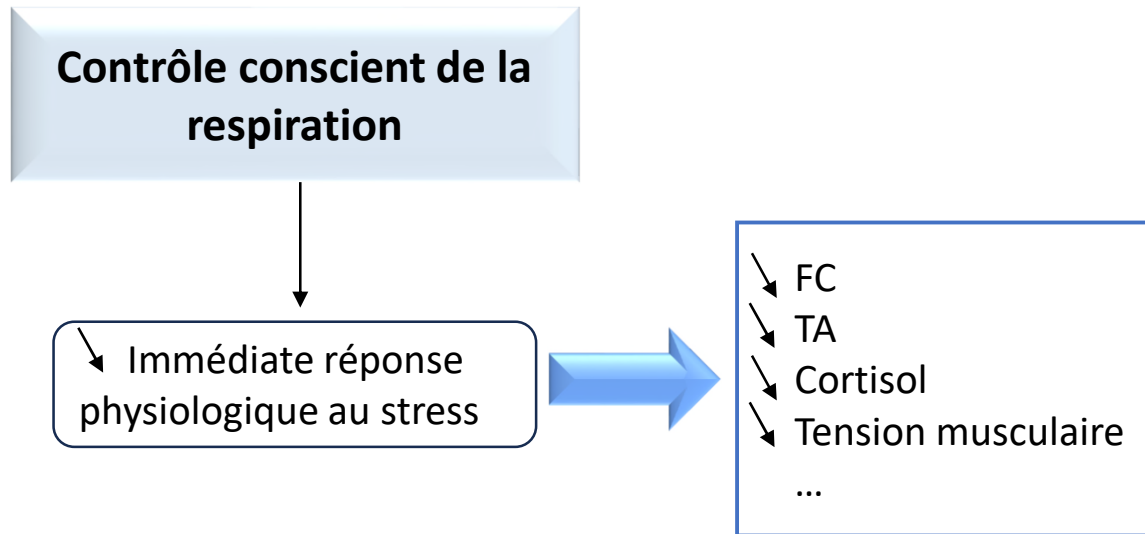 Contrôle conscient de la
respiration
↘ Immédiate réponse
physiologique au stress
↘ FC
↘ TA
↘ Cortisol
↘ Tension musculaire
...